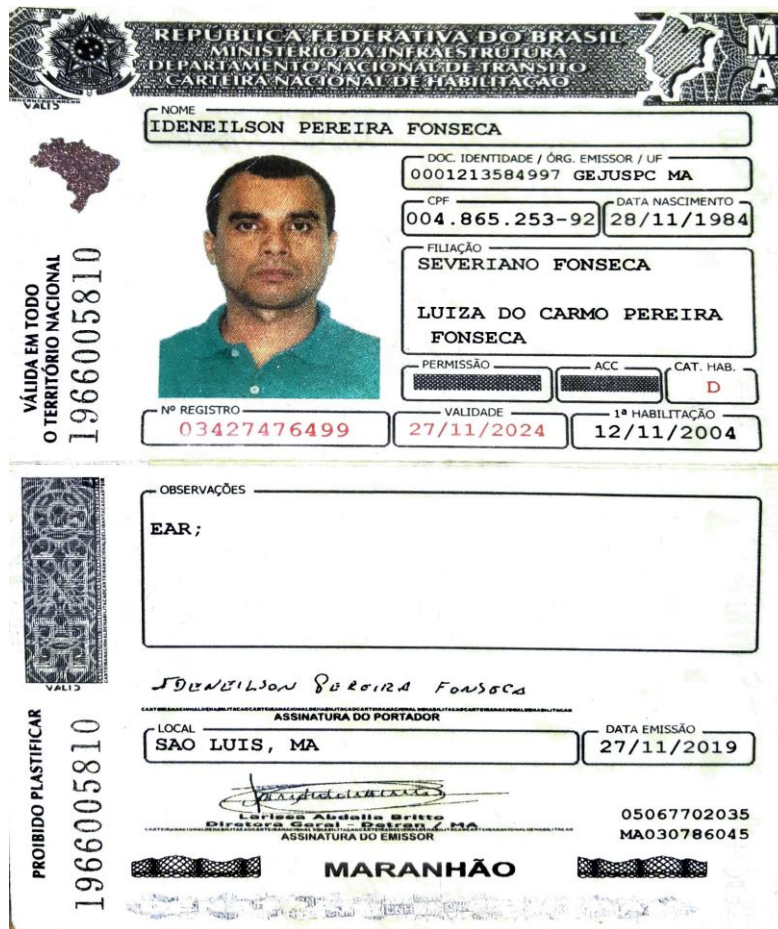 REPÚBLICA FEDERATIVA DO BRASIL
MINISTÉRIO DA INFRAESTRUTURA
DEPARTAMENTO NACIONAL DE TRÂNSITO
CARTEIRA NACIONAL DE HABILITAÇÃO
MA
NOME
IDENEILSON PEREIRA FONSECA
DOC. IDENTIDADE / ÓRG. EMISSOR / UF
0001213584997 GEJUSPC MA
CPF
004.865.253-92
DATA NASCIMENTO
28/11/1984
FILIAÇÃO
SEVERIANO FONSECA
LUIZA DO CARMO PEREIRA
FONSECA
PERMISSÃO
ACC
CAT. HAB.
D
Nº REGISTRO
03427476499
VALIDADE
27/11/2024
1ª HABILITAÇÃO
12/11/2004
VÁLIDA EM TODO
O TERRITÓRIO NACIONAL
1966005810
OBSERVAÇÕES
EAR;
IDENEILSON PEREIRA FONSECA
ASSINATURA DO PORTADOR
LOCAL
SAO LUIS, MA
DATA EMISSÃO
27/11/2019
Larissa Abdalla Britto
Diretora Geral - Detran / MA
ASSINATURA DO EMISSOR
05067702035
MA030786045
MARANHÃO
PROIBIDO PLASTIFICAR
1966005810